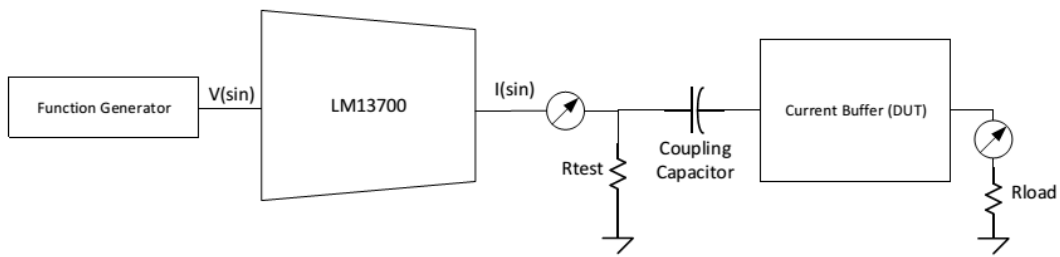 Function Generator
V(sin)
LM13700
I(sin)
Rtest
Coupling
Capacitor
Current Buffer (DUT)
Rload